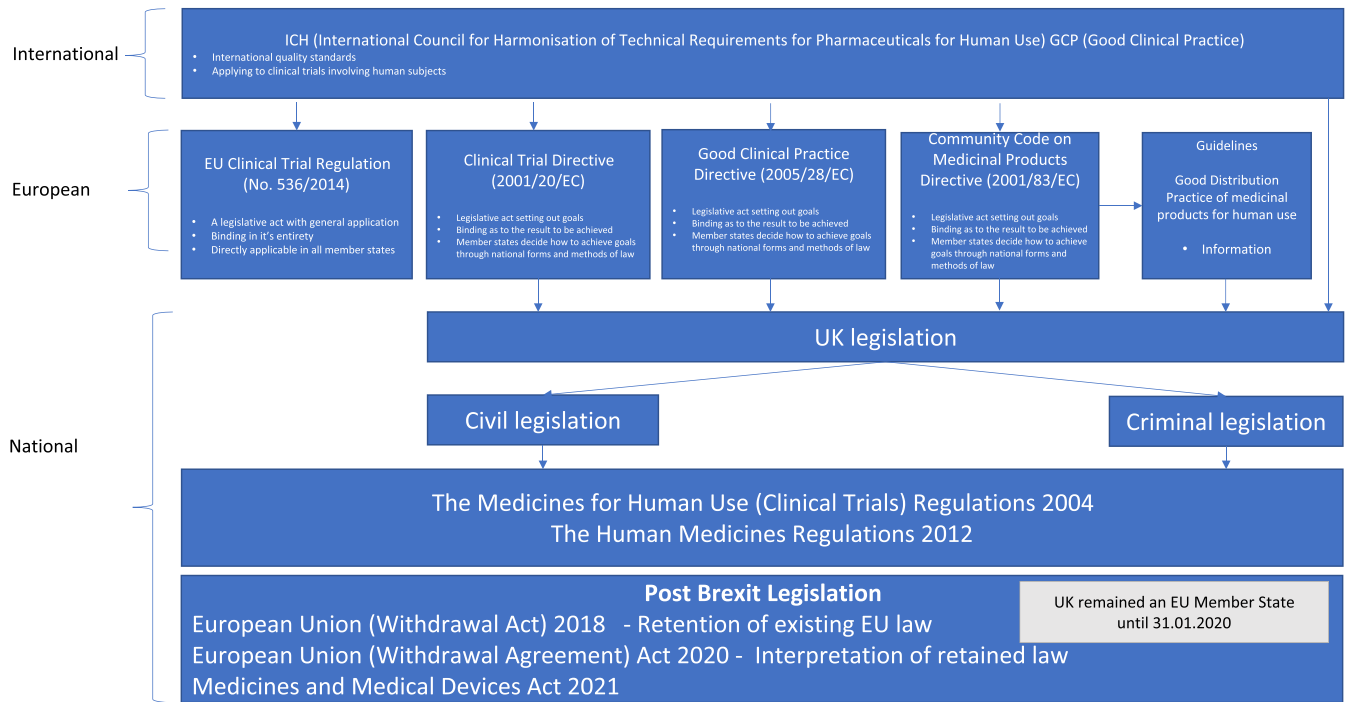 International
ICH (International Council for Harmonisation of Technical Requirements for Pharmaceuticals for Human Use) GCP (Good Clinical Practice)
• International quality standards
• Applying to clinical trials involving human subjects
European
EU Clinical Trial Regulation
(No. 536/2014)
• A legislative act with general application
• Binding in it's entirety
• Directly applicable in all member states
Clinical Trial Directive
(2001/20/EC)
• Legislative act setting out goals
• Binding as to the result to be achieved
• Member states decide how to achieve goals
through national forms and methods of law
Good Clinical Practice
Directive (2005/28/EC)
• Legislative act setting out goals
• Binding as to the result to be achieved
• Member states decide how to achieve goals
through national forms and methods of law
Community Code on
Medicinal Products
Directive (2001/83/EC)
• Legislative act setting out goals
• Binding as to the result to be achieved
• Member states decide how to achieve
goals through national forms and
methods of law
Guidelines
Good Distribution
Practice of medicinal
products for human use
• Information
National
UK legislation
Civil legislation
Criminal legislation
The Medicines for Human Use (Clinical Trials) Regulations 2004
The Human Medicines Regulations 2012
Post Brexit Legislation
UK remained an EU Member State
until 31.01.2020
European Union (Withdrawal Act) 2018 - Retention of existing EU law
European Union (Withdrawal Agreement) Act 2020 - Interpretation of retained law
Medicines and Medical Devices Act 2021